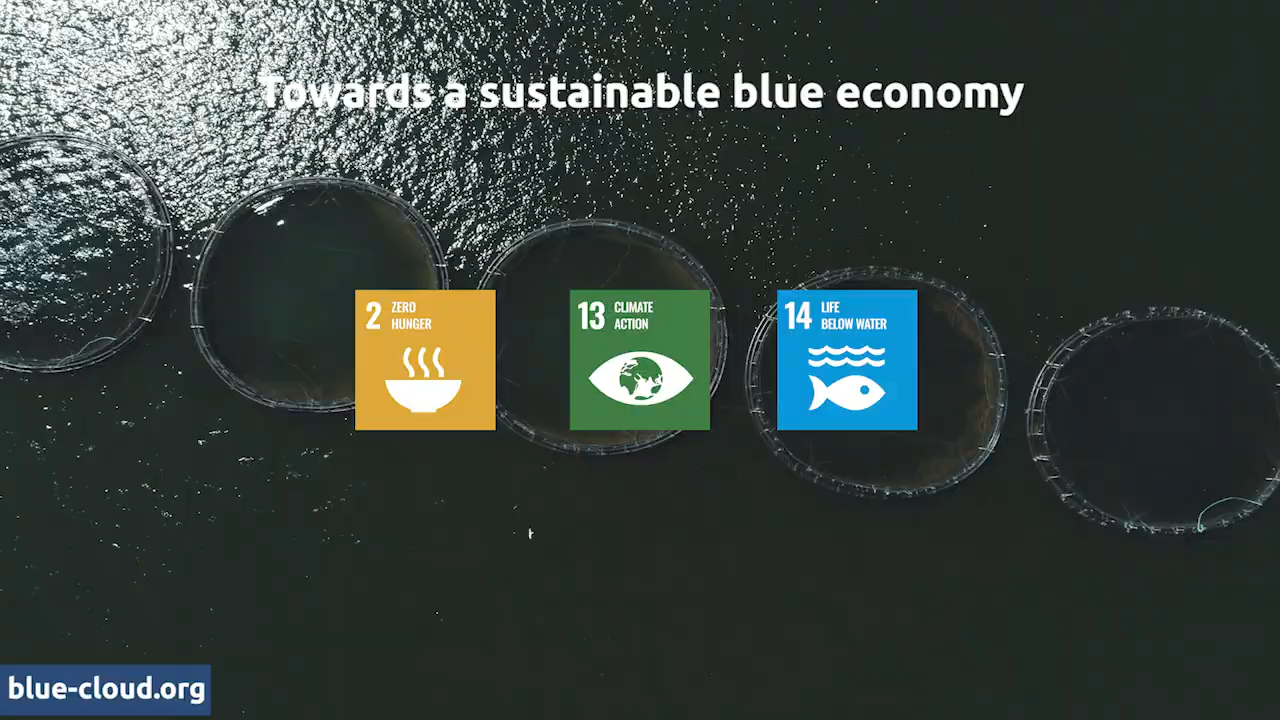 Towards a sustainable blue economy
2 ZERO
HUNGER
13 CLIMATE
ACTION
14 LIFE
BELOW WATER
blue-cloud.org